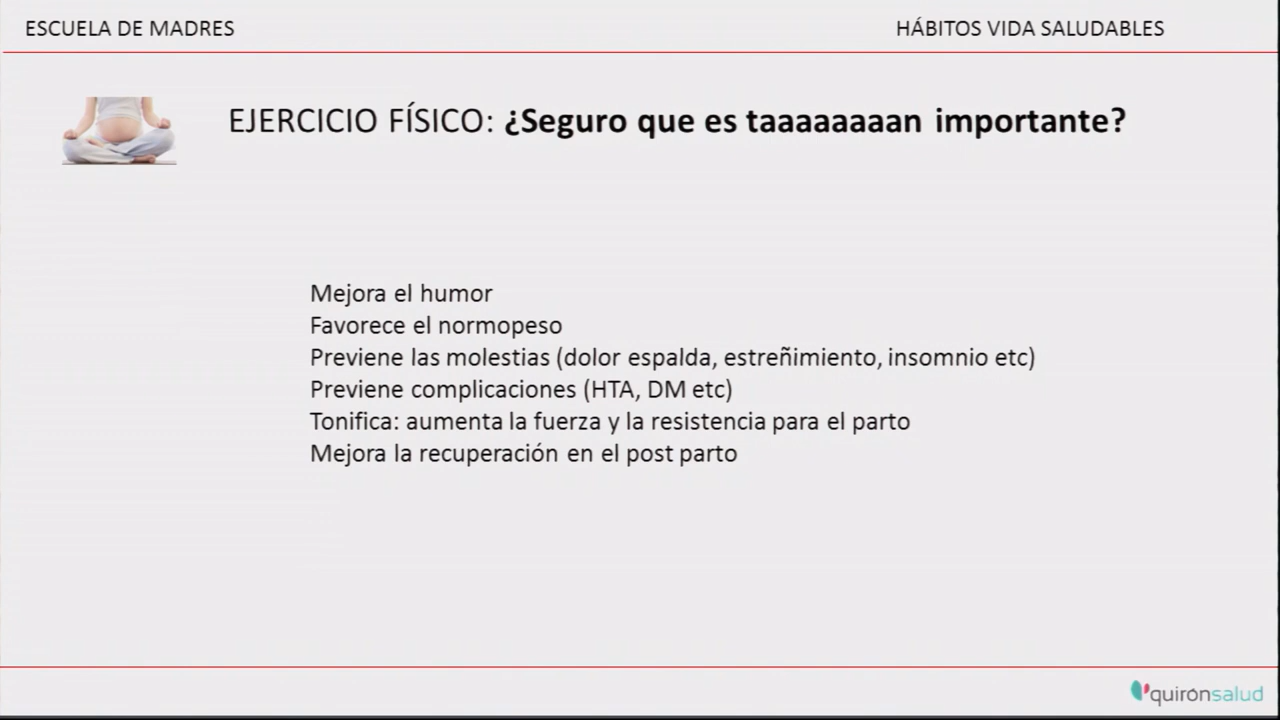 ESCUELA DE MADRES
HÁBITOS VIDA SALUDABLES
EJERCICIO FÍSICO: ¿Seguro que es taaaaaaaan importante?
Mejora el humor
Favorece el normopeso
Previene las molestias (dolor espalda, estreñimiento, insomnio etc)
Previene complicaciones (HTA, DM etc)
Tonifica: aumenta la fuerza y la resistencia para el parto
Mejora la recuperación en el post parto
quirónsalud